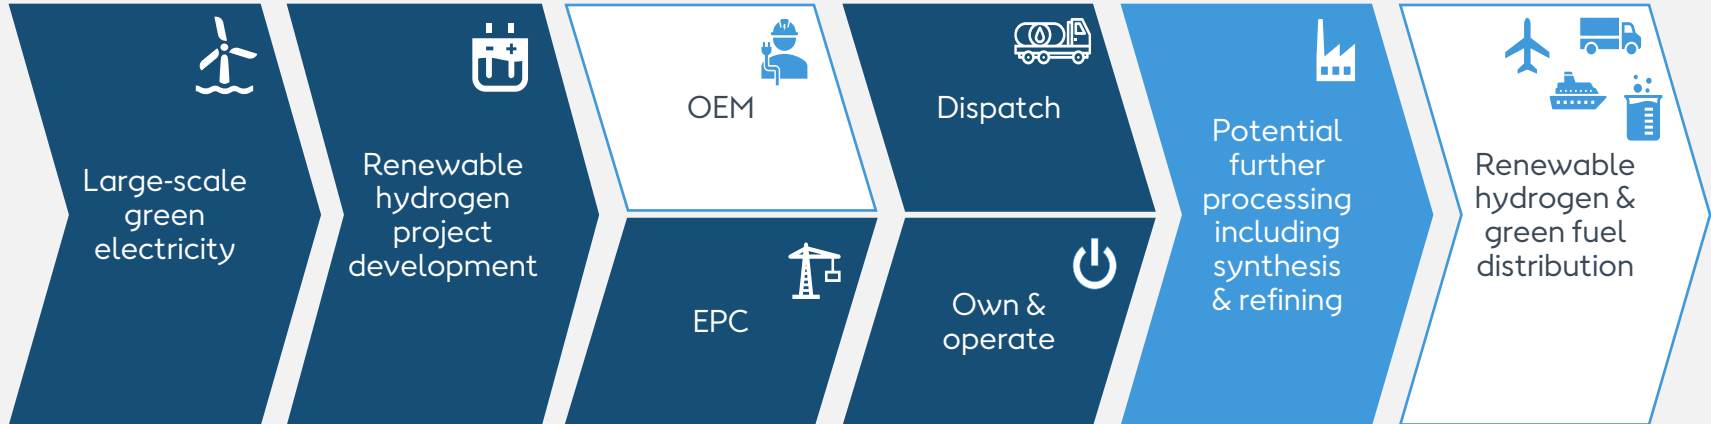 Large-scale
green
electricity
Renewable
hydrogen
project
development
OEM
EPC
Dispatch
Own &
operate
Potential
further
processing
including
synthesis
& refining
Renewable
hydrogen &
green fuel
distribution